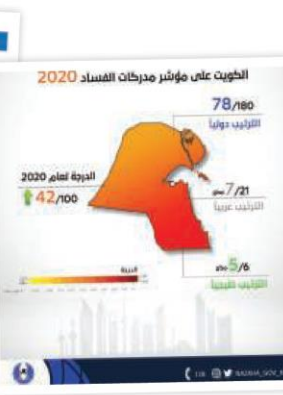 الكويت على مؤشر مدركات الفساد 2020
78/180
الترتيب دولياً
الدرجة لعام 2020
42/100
7/21
الترتيب عربياً
5/6
الترتيب خليجياً
الدرجة